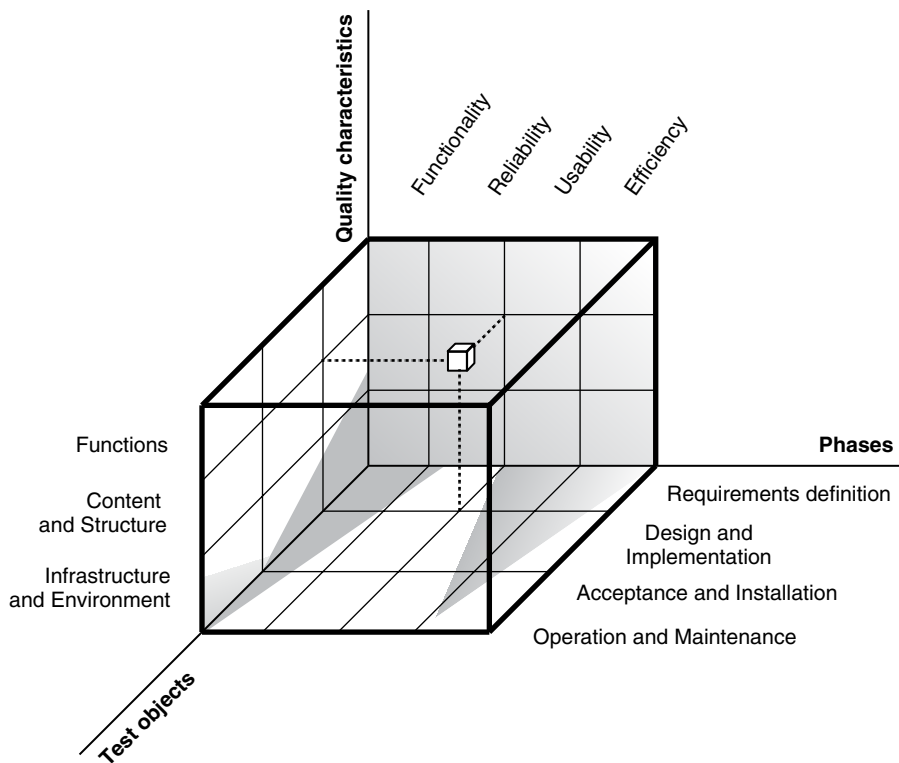 Quality characteristics
Functionality
Reliability
Usability
Efficiency
Functions
Content
and Structure
Infrastructure
and Environment
Phases
Requirements definition
Design and
Implementation
Acceptance and Installation
Operation and Maintenance
Test objects